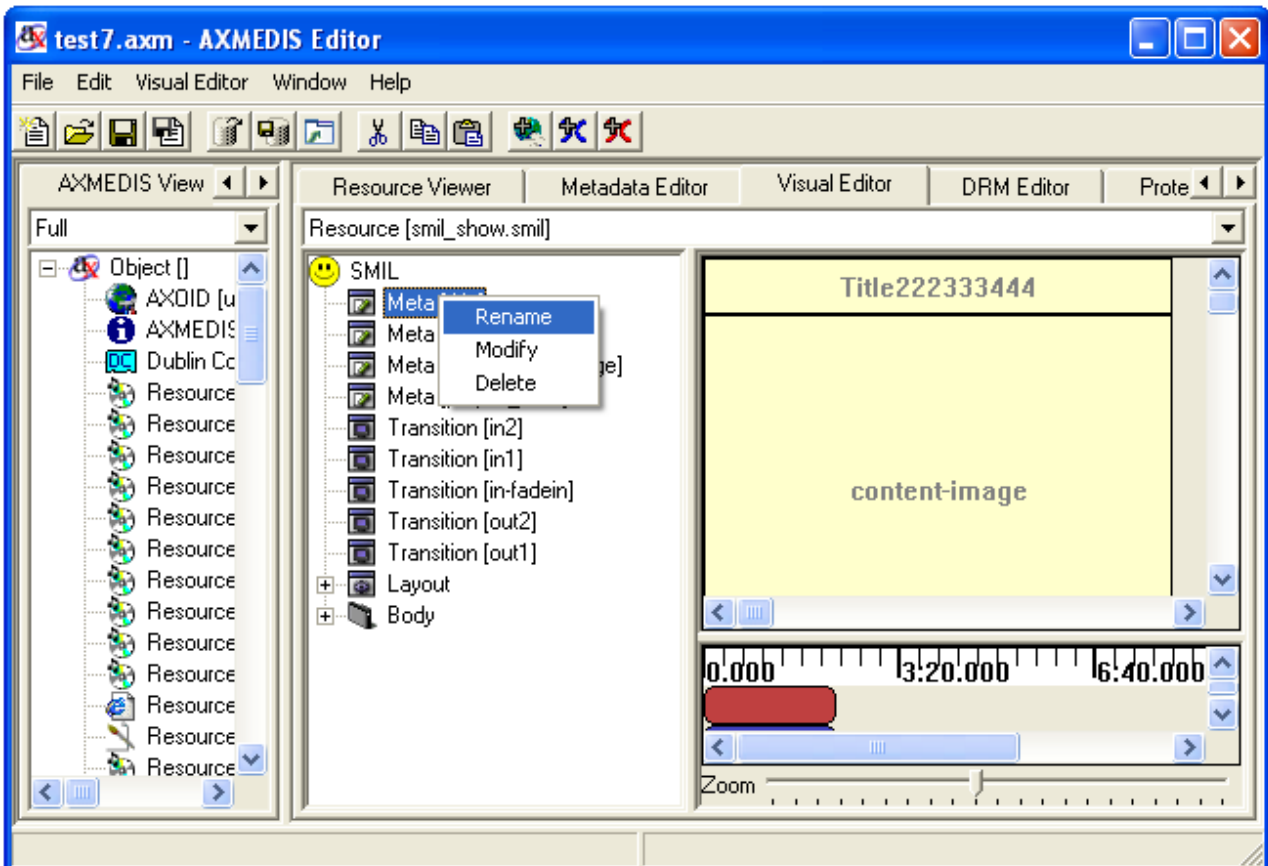 test7.axm - AXMEDIS Editor
File Edit Visual Editor Window Help
AXMEDIS View
Resource Viewer Metadata Editor Visual Editor DRM Editor Prote
Full
Resource [smil_show.smil]
Object []
AXOID [u
AXMEDIS
Dublin Co
Resource
Resource
Resource
Resource
Resource
Resource
Resource
Resource
Resource
Resource
Resource
Resource
Resource
SMIL
Meta
Meta
Meta
Meta
Rename
Modify
Delete
Transition [in2]
Transition [in1]
Transition [in-fadein]
Transition [out2]
Transition [out1]
Layout
Body
Title222333444
content-image
0.000 3:20.000 6:40.000
Zoom